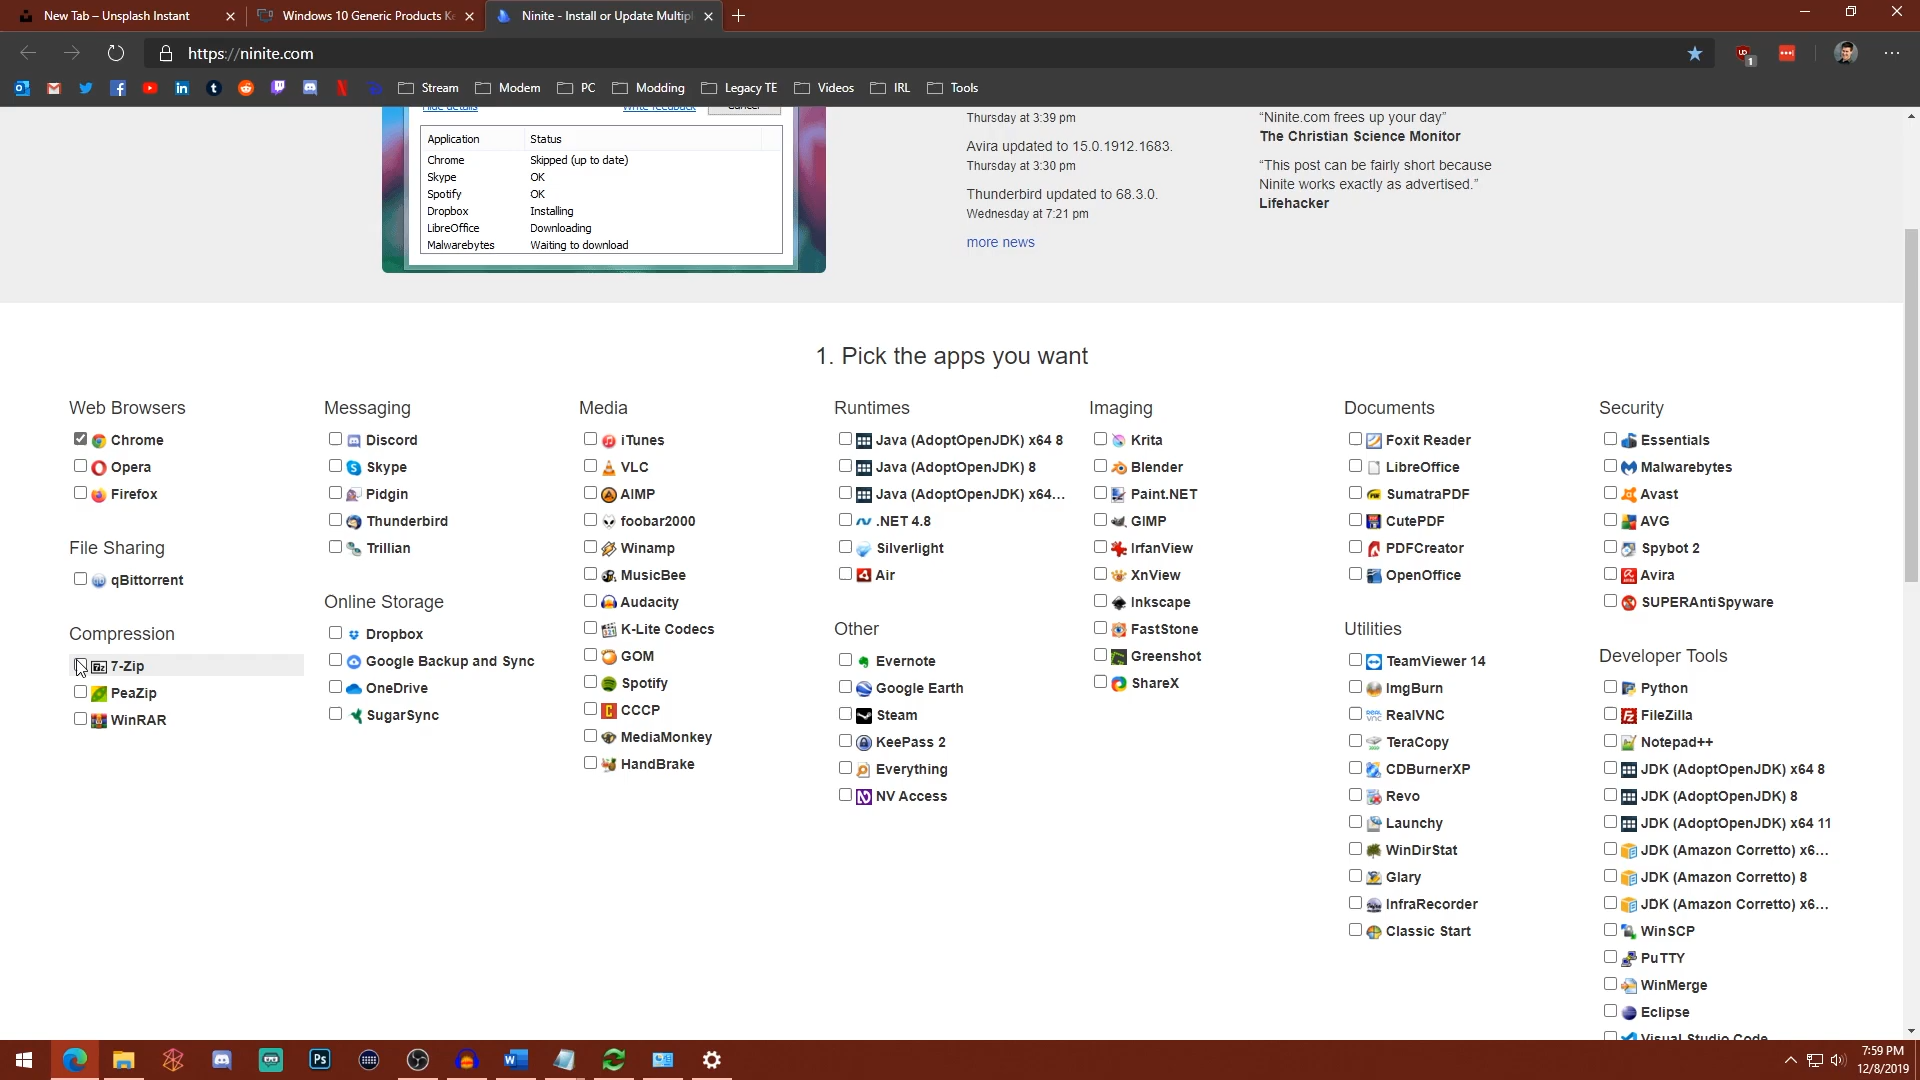 New Tab – Unsplash Instant
Windows 10 Generic Products Ke
Ninite - Install or Update Multipl
https://ninite.com
1
Stream
Modem
PC
Modding
Legacy TE
Videos
IRL
Tools
Hide details
Write feedback
Cancel
Application Status
Chrome Skipped (up to date)
Skype OK
Spotify OK
Dropbox Installing
LibreOffice Downloading
Malwarebytes Waiting to download
Thursday at 3:39 pm
Avira updated to 15.0.1912.1683.
Thursday at 3:30 pm
Thunderbird updated to 68.3.0.
Wednesday at 7:21 pm
more news
“Ninite.com frees up your day”
The Christian Science Monitor
“This post can be fairly short because
Ninite works exactly as advertised.”
Lifehacker
1. Pick the apps you want
Web Browsers
Chrome
Opera
Firefox
File Sharing
qBittorrent
Compression
7-Zip
PeaZip
WinRAR
Messaging
Discord
Skype
Pidgin
Thunderbird
Trillian
Online Storage
Dropbox
Google Backup and Sync
OneDrive
SugarSync
Media
iTunes
VLC
AIMP
foobar2000
Winamp
MusicBee
Audacity
K-Lite Codecs
GOM
Spotify
CCCP
MediaMonkey
HandBrake
Runtimes
Java (AdoptOpenJDK) x64 8
Java (AdoptOpenJDK) 8
Java (AdoptOpenJDK) x64...
.NET 4.8
Silverlight
Air
Other
Evernote
Google Earth
Steam
KeePass 2
Everything
NV Access
Imaging
Krita
Blender
Paint.NET
GIMP
IrfanView
XnView
Inkscape
FastStone
Greenshot
ShareX
Documents
Foxit Reader
LibreOffice
SumatraPDF
CutePDF
PDFCreator
OpenOffice
Utilities
TeamViewer 14
ImgBurn
RealVNC
TeraCopy
CDBurnerXP
Revo
Launchy
WinDirStat
Glary
InfraRecorder
Classic Start
Security
Essentials
Malwarebytes
Avast
AVG
Spybot 2
Avira
SUPERAntiSpyware
Developer Tools
Python
FileZilla
Notepad++
JDK (AdoptOpenJDK) x64 8
JDK (AdoptOpenJDK) 8
JDK (AdoptOpenJDK) x64 11
JDK (Amazon Corretto) x6...
JDK (Amazon Corretto) 8
JDK (Amazon Corretto) x6...
WinSCP
PuTTY
WinMerge
Eclipse
Visual Studio Code
Ps
7:59 PM
12/8/2019